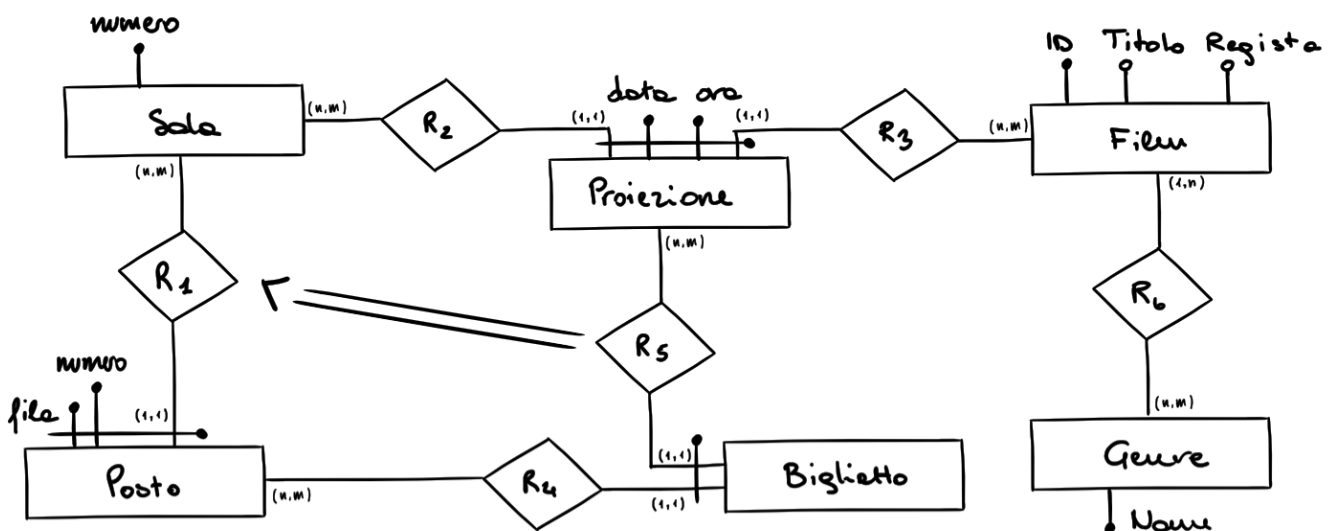 numero
ID Titolo Regista
data ora
Sala
(n,m)
R2
(1,1)
(1,1)
R3
(n,m)
Film
(n,m)
Proiezione
(1,n)
(n,m)
R1
R6
R5
numero
fila
(1,1)
(n,m)
Posto
(n,m)
R4
(1,1)
(1,1)
Biglietto
Genre
Nome